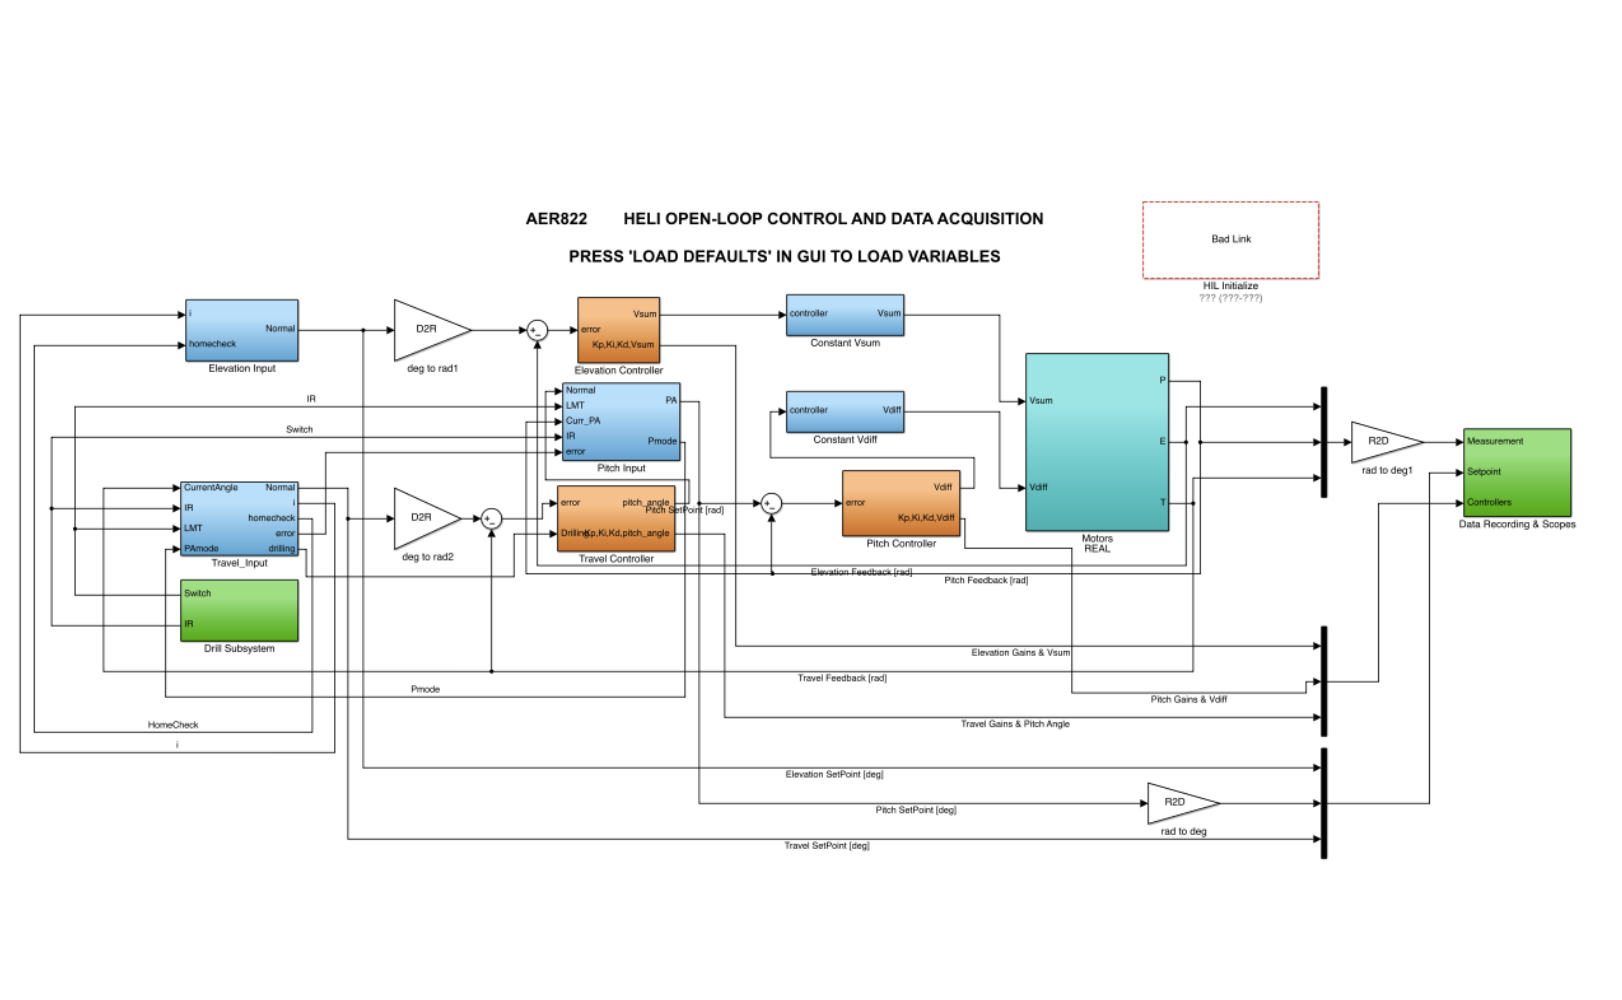 AER822 HELI OPEN-LOOP CONTROL AND DATA ACQUISITION
PRESS 'LOAD DEFAULTS' IN GUI TO LOAD VARIABLES
Bad Link
HIL Initialize
??? (???-???)
i
Normal
homecheck
Elevation Input
D2R
deg to rad1
+
_
Vsum
error
Kp,Ki,Kd,Vsum
Elevation Controller
controller
Vsum
Constant Vsum
IR
Switch
Normal
LMT
Curr_PA
IR
error
PA
Pmode
Pitch Input
controller
Vdiff
Constant Vdiff
P
Vsum
E
Vdiff
T
Motors
REAL
R2D
rad to deg1
Measurement
Setpoint
Controllers
Data Recording & Scopes
CurrentAngle
IR
LMT
PAmode
Normal
i
homecheck
error
drilling
Travel_Input
D2R
deg to rad2
+
_
error
pitch_angle
Drilling
Kp,Ki,Kd,pitch_angle
Travel Controller
Pitch SetPoint [rad]
+
_
error
Vdiff
Kp,Ki,Kd,Vdiff
Pitch Controller
Elevation Feedback [rad]
Pitch Feedback [rad]
Switch
IR
Drill Subsystem
Elevation Gains & Vsum
Travel Feedback [rad]
Pmode
Pitch Gains & Vdiff
HomeCheck
Travel Gains & Pitch Angle
i
Elevation SetPoint [deg]
R2D
Pitch SetPoint [deg]
rad to deg
Travel SetPoint [deg]